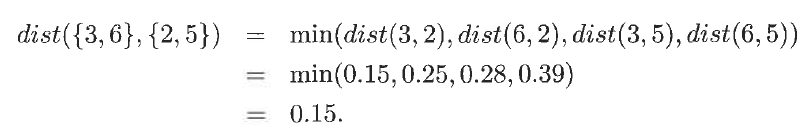 dist({3,6},{2,5}) = min(dist(3,2),dist(6,2),dist(3,5),dist(6,5))
= min(0.15,0.25,0.28,0.39)
= 0.15.